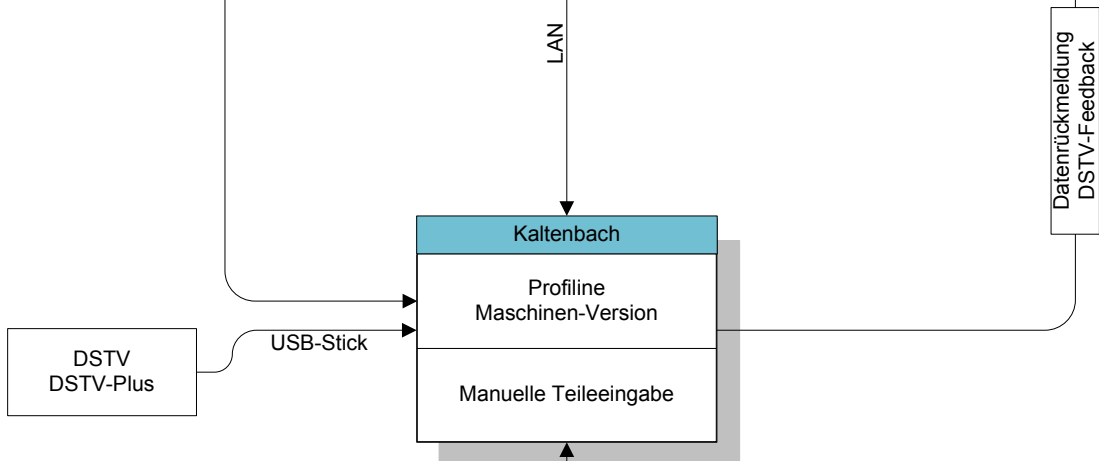 LAN
Datenrückmeldung
DSTV-Feedback
Kaltenbach
Profiline
Maschinen-Version
USB-Stick
DSTV
DSTV-Plus
Manuelle Teileeingabe